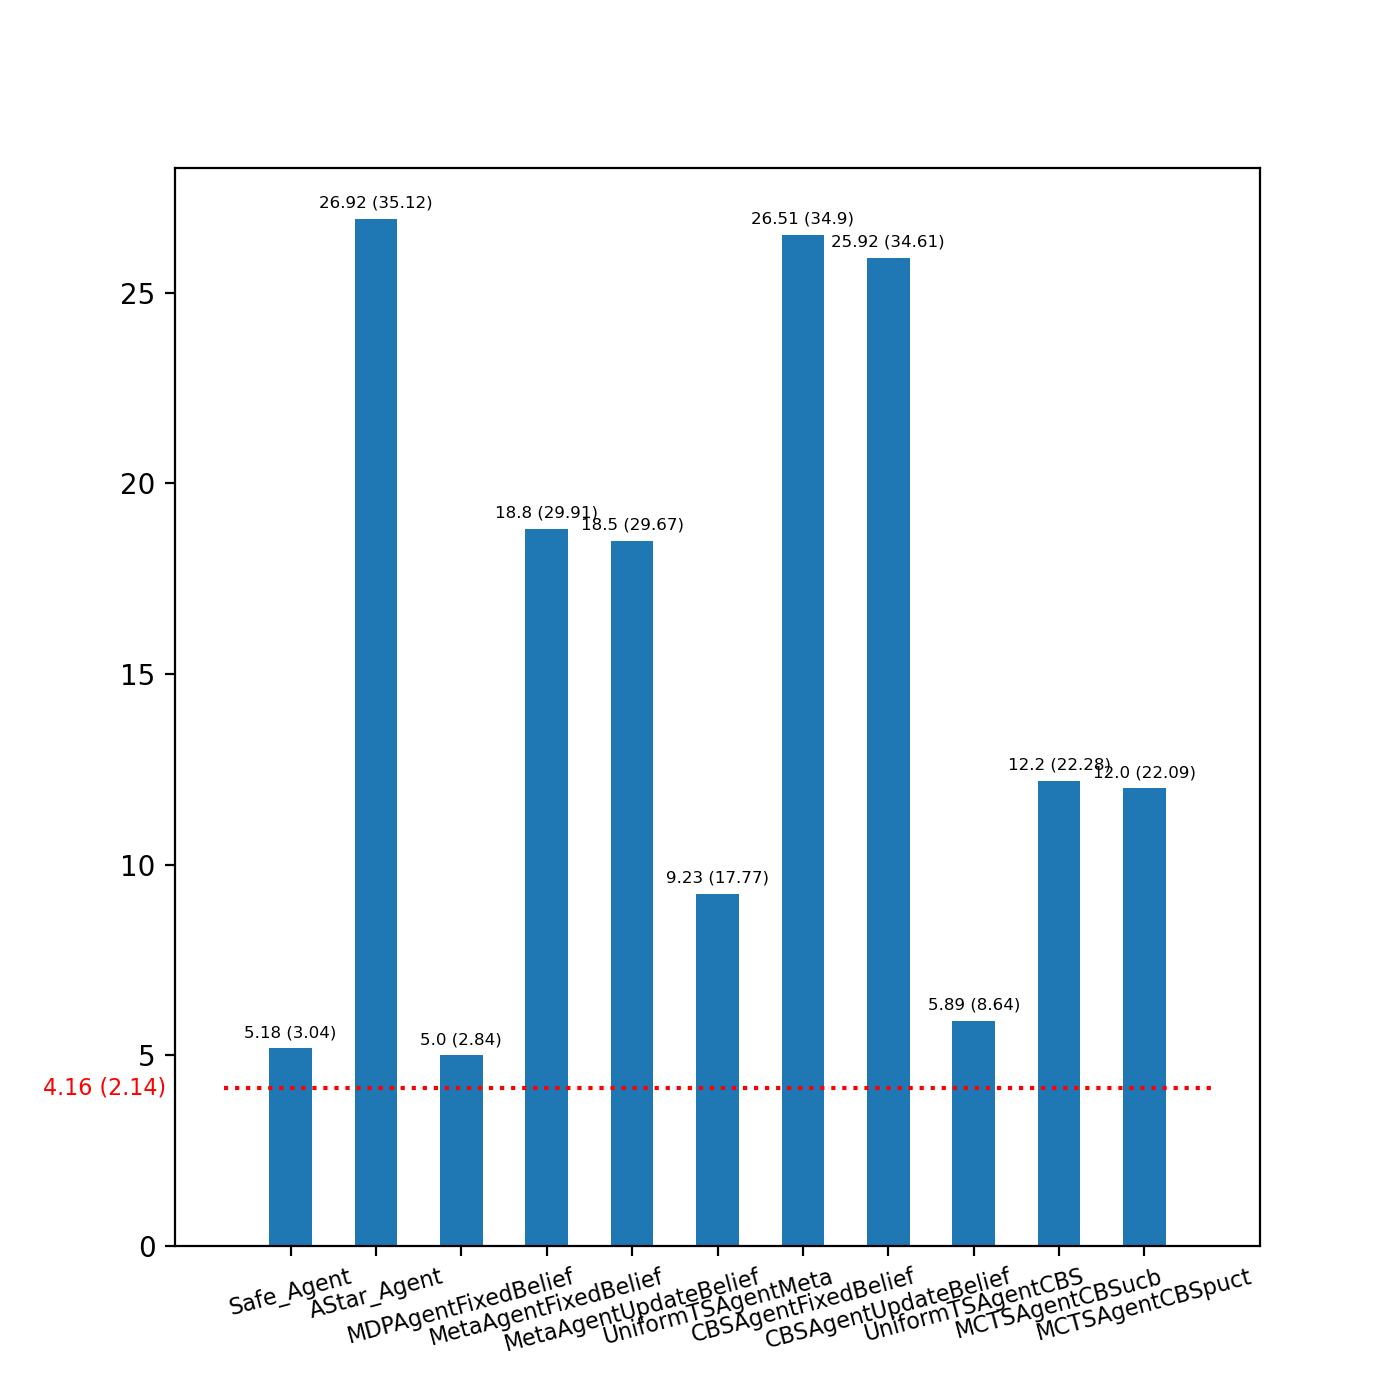 26.92 (35.12)
26.51 (34.9)
25.92 (34.61)
25
20
18.8 (29.91)
18.5 (29.67)
15
12.2 (22.28)
12.0 (22.09)
10
9.23 (17.77)
5.89 (8.64)
5.18 (3.04)
5.0 (2.84)
5
4.16 (2.14)
0
Safe_Agent
AStar_Agent
MDPAgentFixedBelief
MetaAgentFixedBelief
MetaAgentUpdateBelief
UniformTSAgentMeta
CBSAgentFixedBelief
CBSAgentUpdateBelief
UniformTSAgentCBS
MCTSAgentCBSucb
MCTSAgentCBSpuct